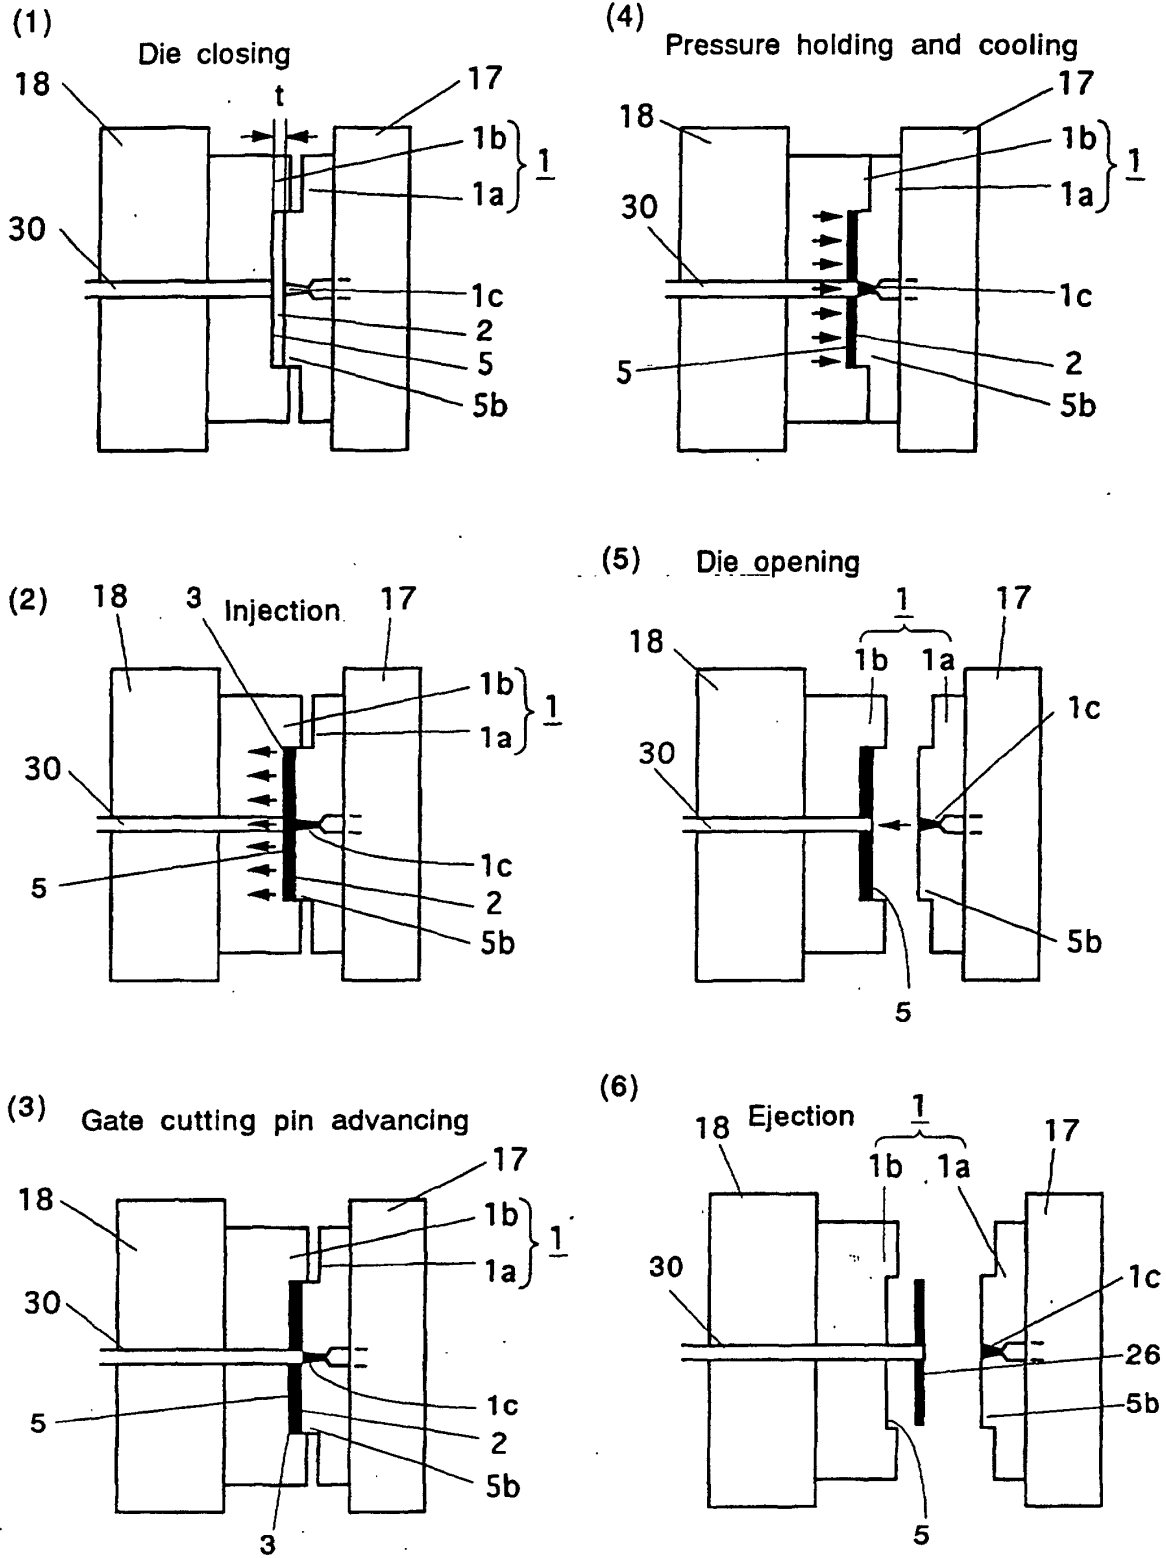 (1)
Die closing
18
t
17
1b
1
1a
30
1c
2
5
5b
(2)
18
3
Injection
17
1b
1
1a
30
1c
5
2
5b
(3)
Gate cutting pin advancing
17
18
1b
1
1a
30
1c
5
2
5b
3
(4)
Pressure holding and cooling
17
18
1b
1
1a
30
1c
5
2
5b
(5)
Die opening
1
17
18
1b
1a
1c
30
5b
5
(6)
Ejection
1
18
17
1b
1a
30
1c
26
5b
5